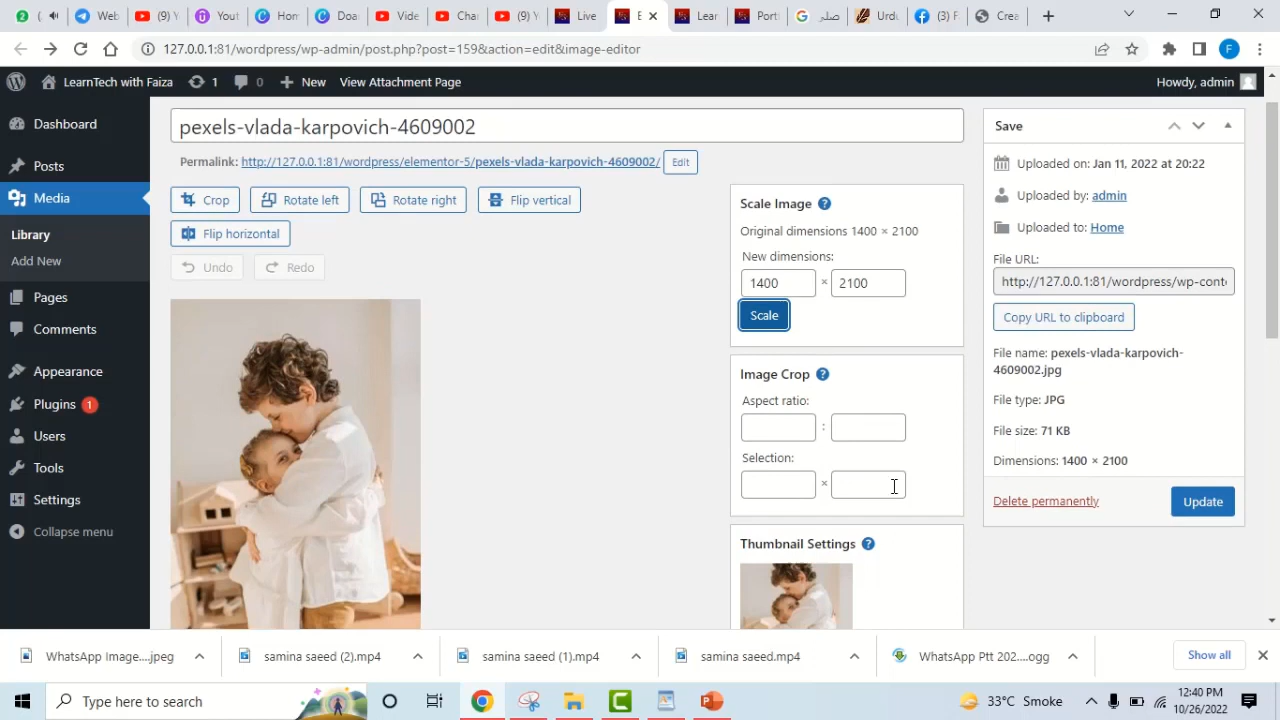 2
(9) Y
Web
(9) Y
You
Hom
Do
Vide
Cha
(9) Y
Live
E
Lear
Port
صلى
Urdu
(3) F
Crea
127.0.0.1:81/wordpress/wp-admin/post.php?post=159&action=edit&image-editor
F
LearnTech with Faiza
1
0
New
View Attachment Page
Howdy, admin
Dashboard
Posts
Media
Library
Add New
Pages
Comments
Appearance
Plugins 1
Users
Tools
Settings
Collapse menu
pexels-vlada-karpovich-4609002
Permalink: http://127.0.0.1:81/wordpress/elementor-5/pexels-vlada-karpovich-4609002/ Edit
Crop
Rotate left
Rotate right
Flip vertical
Flip horizontal
Undo
Redo
Scale Image ?
Original dimensions 1400 × 2100
New dimensions:
1400 × 2100
Scale
Image Crop ?
Aspect ratio:
:
Selection:
×
Thumbnail Settings ?
Save
Uploaded on: Jan 11, 2022 at 20:22
Uploaded by: admin
Uploaded to: Home
File URL:
http://127.0.0.1:81/wordpress/wp-cont
Copy URL to clipboard
File name: pexels-vlada-karpovich-
4609002.jpg
File type: JPG
File size: 71 KB
Dimensions: 1400 × 2100
Delete permanently
Update
WhatsApp Image....jpeg
samina saeed (2).mp4
samina saeed (1).mp4
samina saeed.mp4
WhatsApp Ptt 202....ogg
Show all
Type here to search
33°C Smoke
12:40 PM
10/26/2022